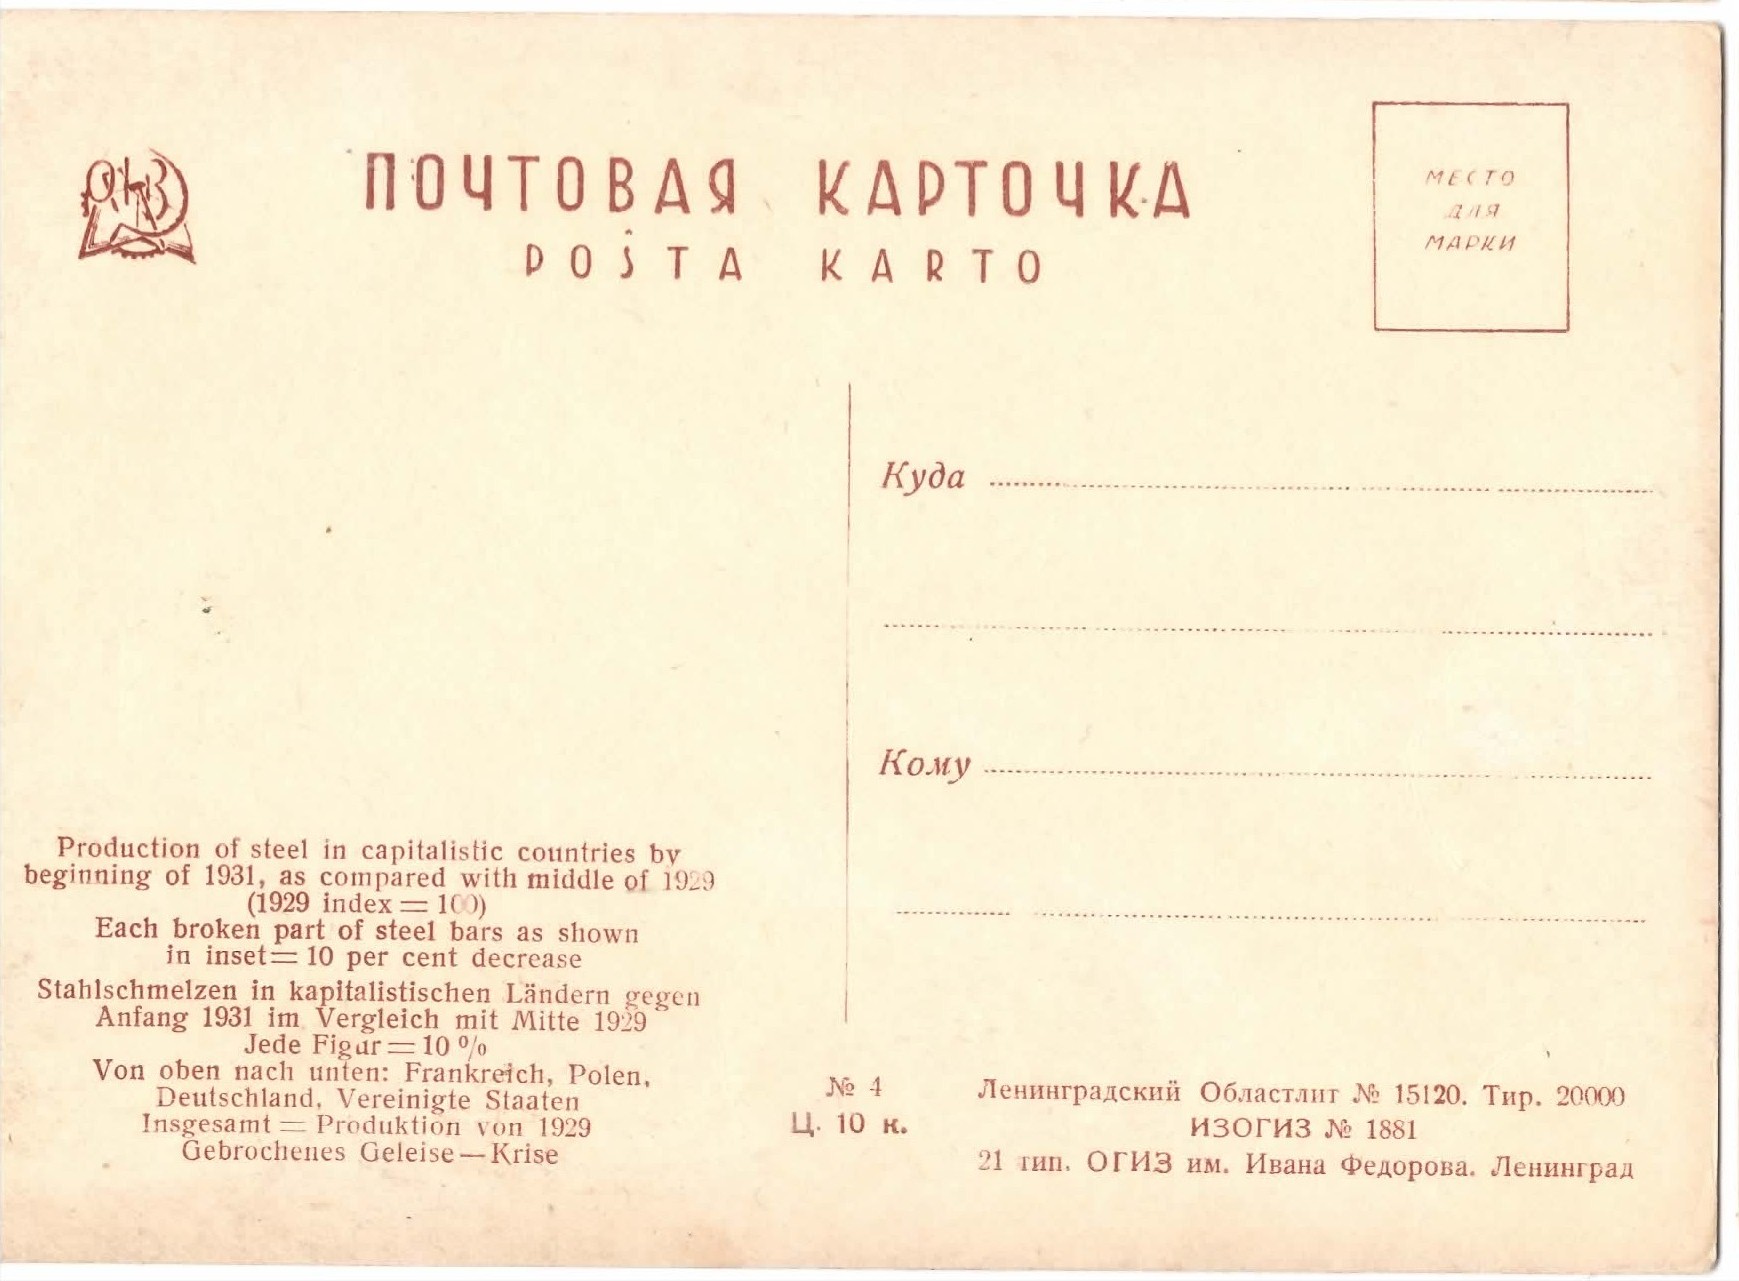 ПОЧТОВАЯ КАРТОЧКА
POŜTA KARTO
МЕСТО
ДЛЯ
МАРКИ
Куда
Кому
Production of steel in capitalistic countries by
beginning of 1931, as compared with middle of 1929
(1929 index = 100)
Each broken part of steel bars as shown
in inset = 10 per cent decrease
Stahlschmelzen in kapitalistischen Ländern gegen
Anfang 1931 im Vergleich mit Mitte 1929
Jede Figur = 10 %
Von oben nach unten: Frankreich, Polen,
Deutschland, Vereinigte Staaten
Insgesamt = Produktion von 1929
Gebrochenes Geleise — Krise
№ 4
Ц. 10 к.
Ленинградский Областлит № 15120. Тир. 20000
ИЗОГИЗ № 1881
21 тип. ОГИЗ им. Ивана Федорова. Ленинград